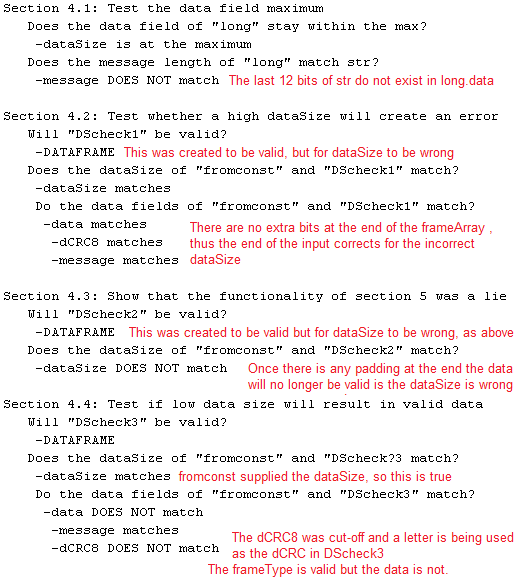 Section 4.1: Test the data field maximum
Does the data field of "long" stay within the max?
-dataSize is at the maximum
Does the message length of "long" match str?
-message DOES NOT match The last 12 bits of str do not exist in long.data
Section 4.2: Test whether a high dataSize will create an error
Will "DScheck1" be valid?
-DATAFRAME This was created to be valid, but for dataSize to be wrong
Does the dataSize of "fromconst" and "DScheck1" match?
-dataSize matches
Do the data fields of "fromconst" and "DScheck1" match?
-data matches
-dCRC8 matches
-message matches
There are no extra bits at the end of the frameArray ,
thus the end of the input corrects for the incorrect
dataSize
Section 4.3: Show that the functionality of section 5 was a lie
Will "DScheck2" be valid?
-DATAFRAME This was created to be valid but for dataSize to be wrong, as above
Does the dataSize of "fromconst" and "DScheck2" match?
-dataSize DOES NOT match
Once there is any padding at the end the data
will no longer be valid is the dataSize is wrong
Section 4.4: Test if low data size will result in valid data
Will "DScheck3" be valid?
-DATAFRAME
Does the dataSize of "fromconst" and "DScheck?3 match?
-dataSize matches fromconst supplied the dataSize, so this is true
Do the data fields of "fromconst" and "DScheck3" match?
-data DOES NOT match
-message matches
-dCRC8 DOES NOT match
The dCRC8 was cut-off and a letter is being used
as the dCRC in DScheck3
The frameType is valid but the data is not.